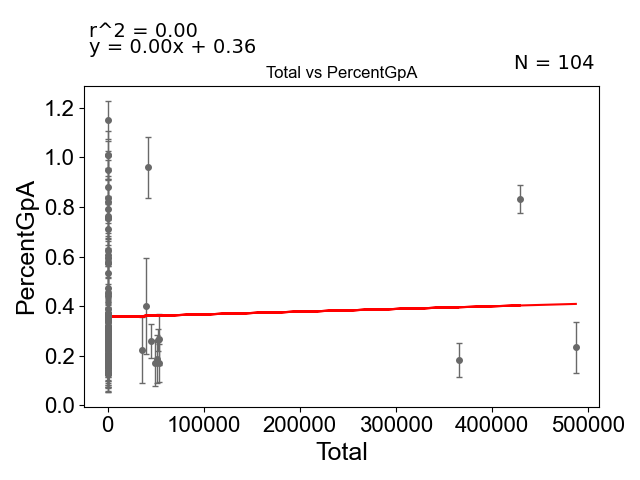 r^2 = 0.00
y = 0.00x + 0.36
N = 104
Total vs PercentGpA
PercentGpA
1.2
1.0
0.8
0.6
0.4
0.2
0.0
0 100000 200000 300000 400000 500000
Total